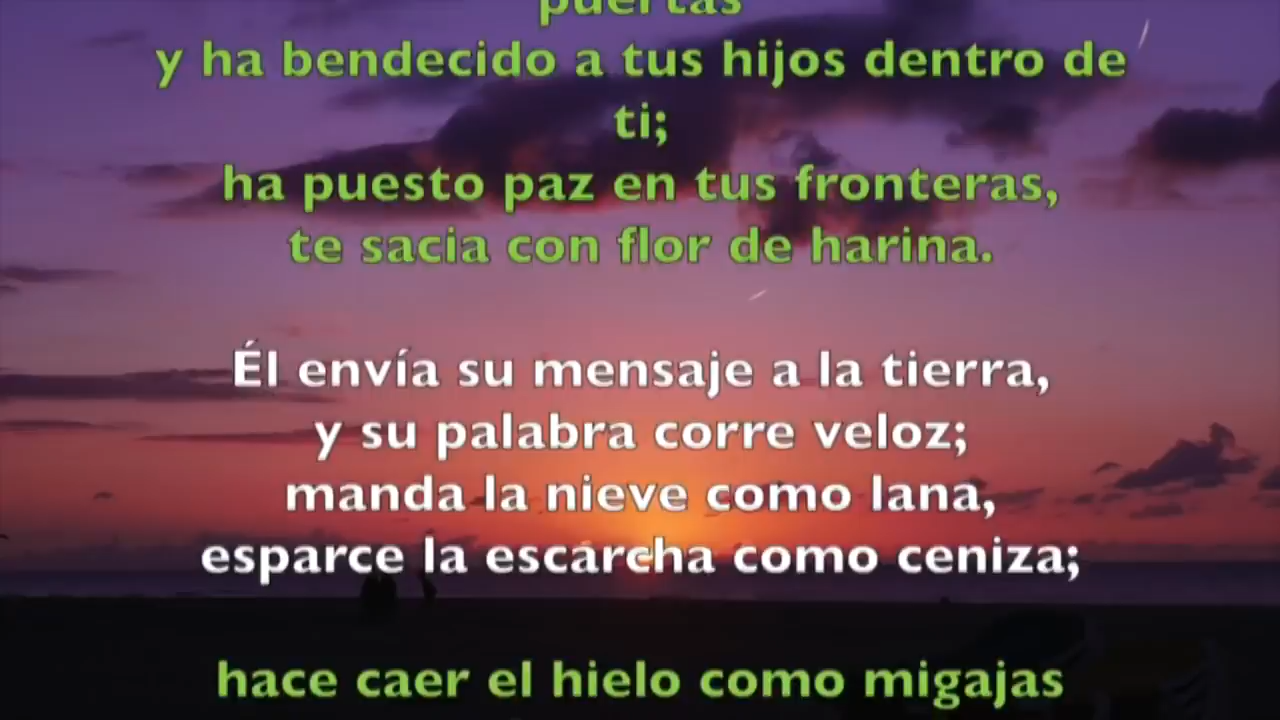 puertas
y ha bendecido a tus hijos dentro de
ti;
ha puesto paz en tus fronteras,
te sacia con flor de harina.
Él envía su mensaje a la tierra,
y su palabra corre veloz;
manda la nieve como lana,
esparce la escarcha como ceniza;
hace caer el hielo como migajas